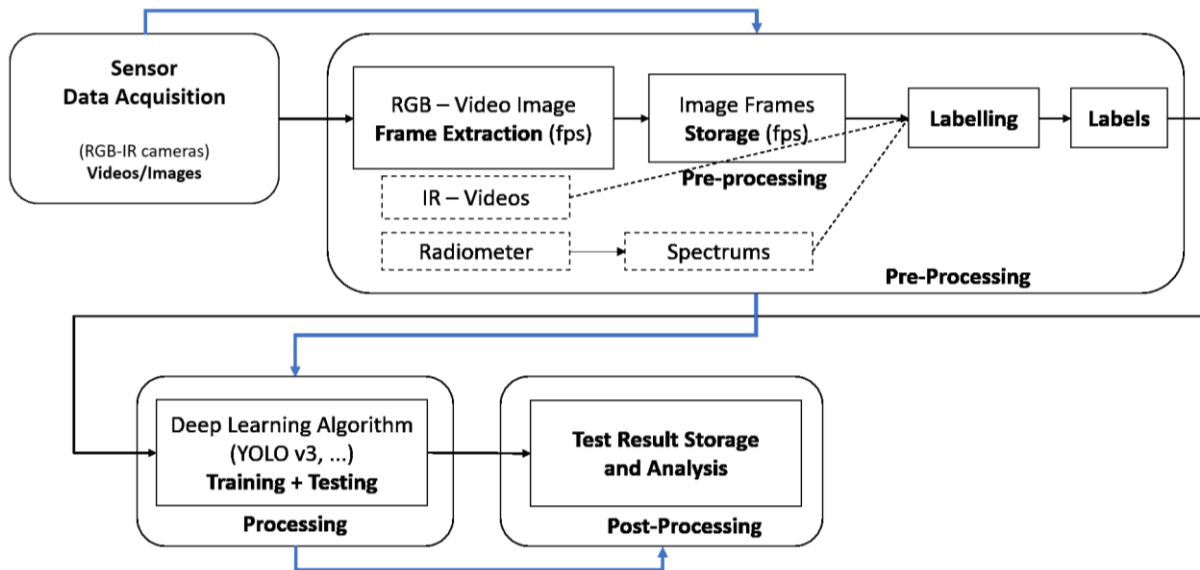 Sensor
Data Acquisition
(RGB-IR cameras)
Videos/Images
RGB – Video Image
Frame Extraction (fps)
Image Frames
Storage (fps)
Labelling
Labels
Pre-processing
IR – Videos
Radiometer
Spectrums
Pre-Processing
Deep Learning Algorithm
(YOLO v3, ...)
Training + Testing
Processing
Test Result Storage
and Analysis
Post-Processing